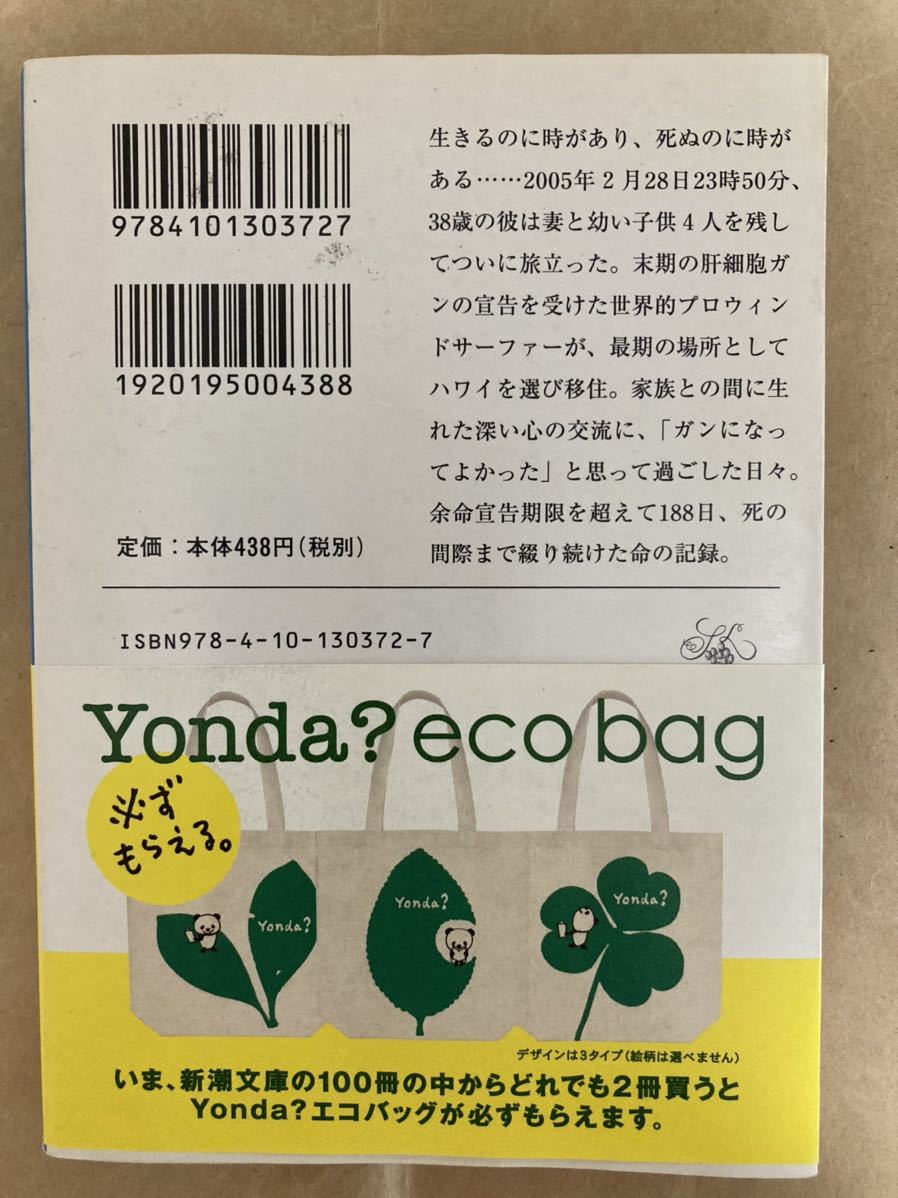 9784101303727
1920195004388
定価：本体438円（税別）
ISBN978-4-10-130372-7
生きるのに時があり、死ぬのに時が
ある……2005年2月28日23時50分、
38歳の彼は妻と幼い子供4人を残し
てついに旅立った。末期の肝細胞ガ
ンの宣告を受けた世界的プロウィン
ドサーファーが、最期の場所として
ハワイを選び移住。家族との間に生
れた深い心の交流に、「ガンになっ
てよかった」と思って過ごした日々。
余命宣告期限を超えて188日、死の
間際まで綴り続けた命の記録。
Yonda? eco bag
必ず
もらえる。
Yonda?
Yonda?
Yonda?
デザインは3タイプ（絵柄は選べません）
いま、新潮文庫の100冊の中からどれでも2冊買うと
Yonda?エコバッグが必ずもらえます。